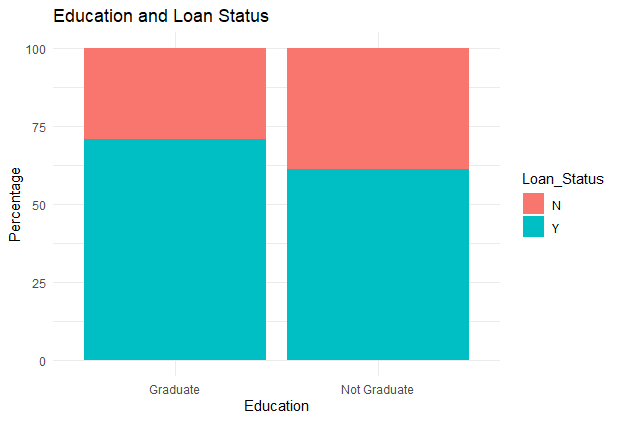 Education and Loan Status
100
75
50
25
0
Percentage
Graduate
Not Graduate
Education
Loan_Status
N
Y